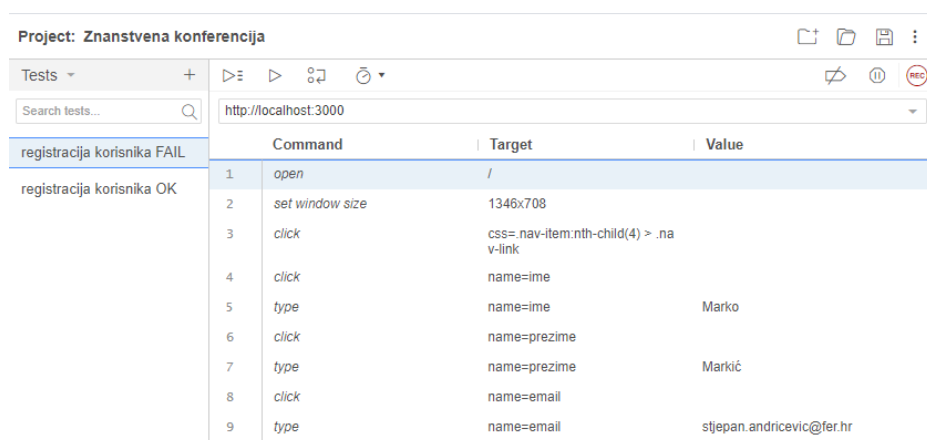 Project: Znanstvena konferencija
Tests
Search tests...
registracija korisnika FAIL
registracija korisnika OK
REC
http://localhost:3000
Command Target Value
1 open /
2 set window size 1346x708
3 click css=.nav-item:nth-child(4) > .na
v-link
4 click name=ime
5 type name=ime Marko
6 click name=prezime
7 type name=prezime Markić
8 click name=email
9 type name=email stjepan.andricevic@fer.hr